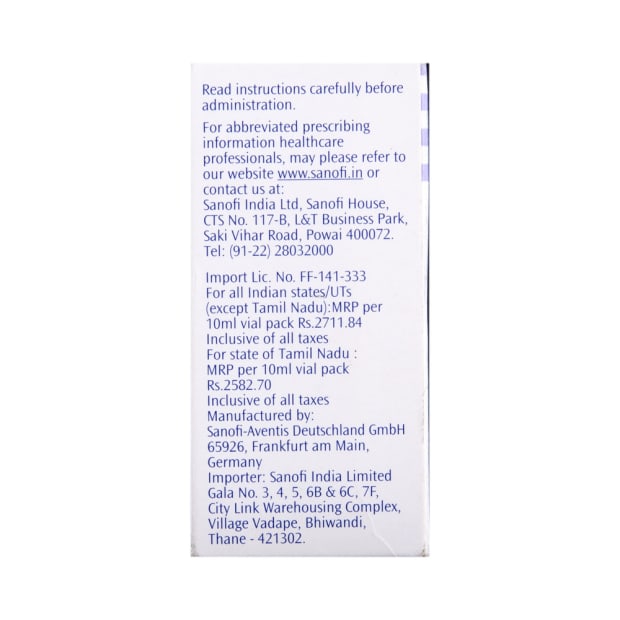 Read instructions carefully before
administration.
For abbreviated prescribing
information healthcare
professionals, may please refer to
our website www.sanofi.in or
contact us at:
Sanofi India Ltd, Sanofi House,
CTS No. 117-B, L&T Business Park,
Saki Vihar Road, Powai 400072.
Tel: (91-22) 28032000
Import Lic. No. FF-141-333
For all Indian states/UTs
(except Tamil Nadu):MRP per
10ml vial pack Rs.2711.84
Inclusive of all taxes
For state of Tamil Nadu :
MRP per 10ml vial pack
Rs.2582.70
Inclusive of all taxes
Manufactured by:
Sanofi-Aventis Deutschland GmbH
65926, Frankfurt am Main,
Germany
Importer: Sanofi India Limited
Gala No. 3, 4, 5, 6B & 6C, 7F,
City Link Warehousing Complex,
Village Vadape, Bhiwandi,
Thane - 421302.